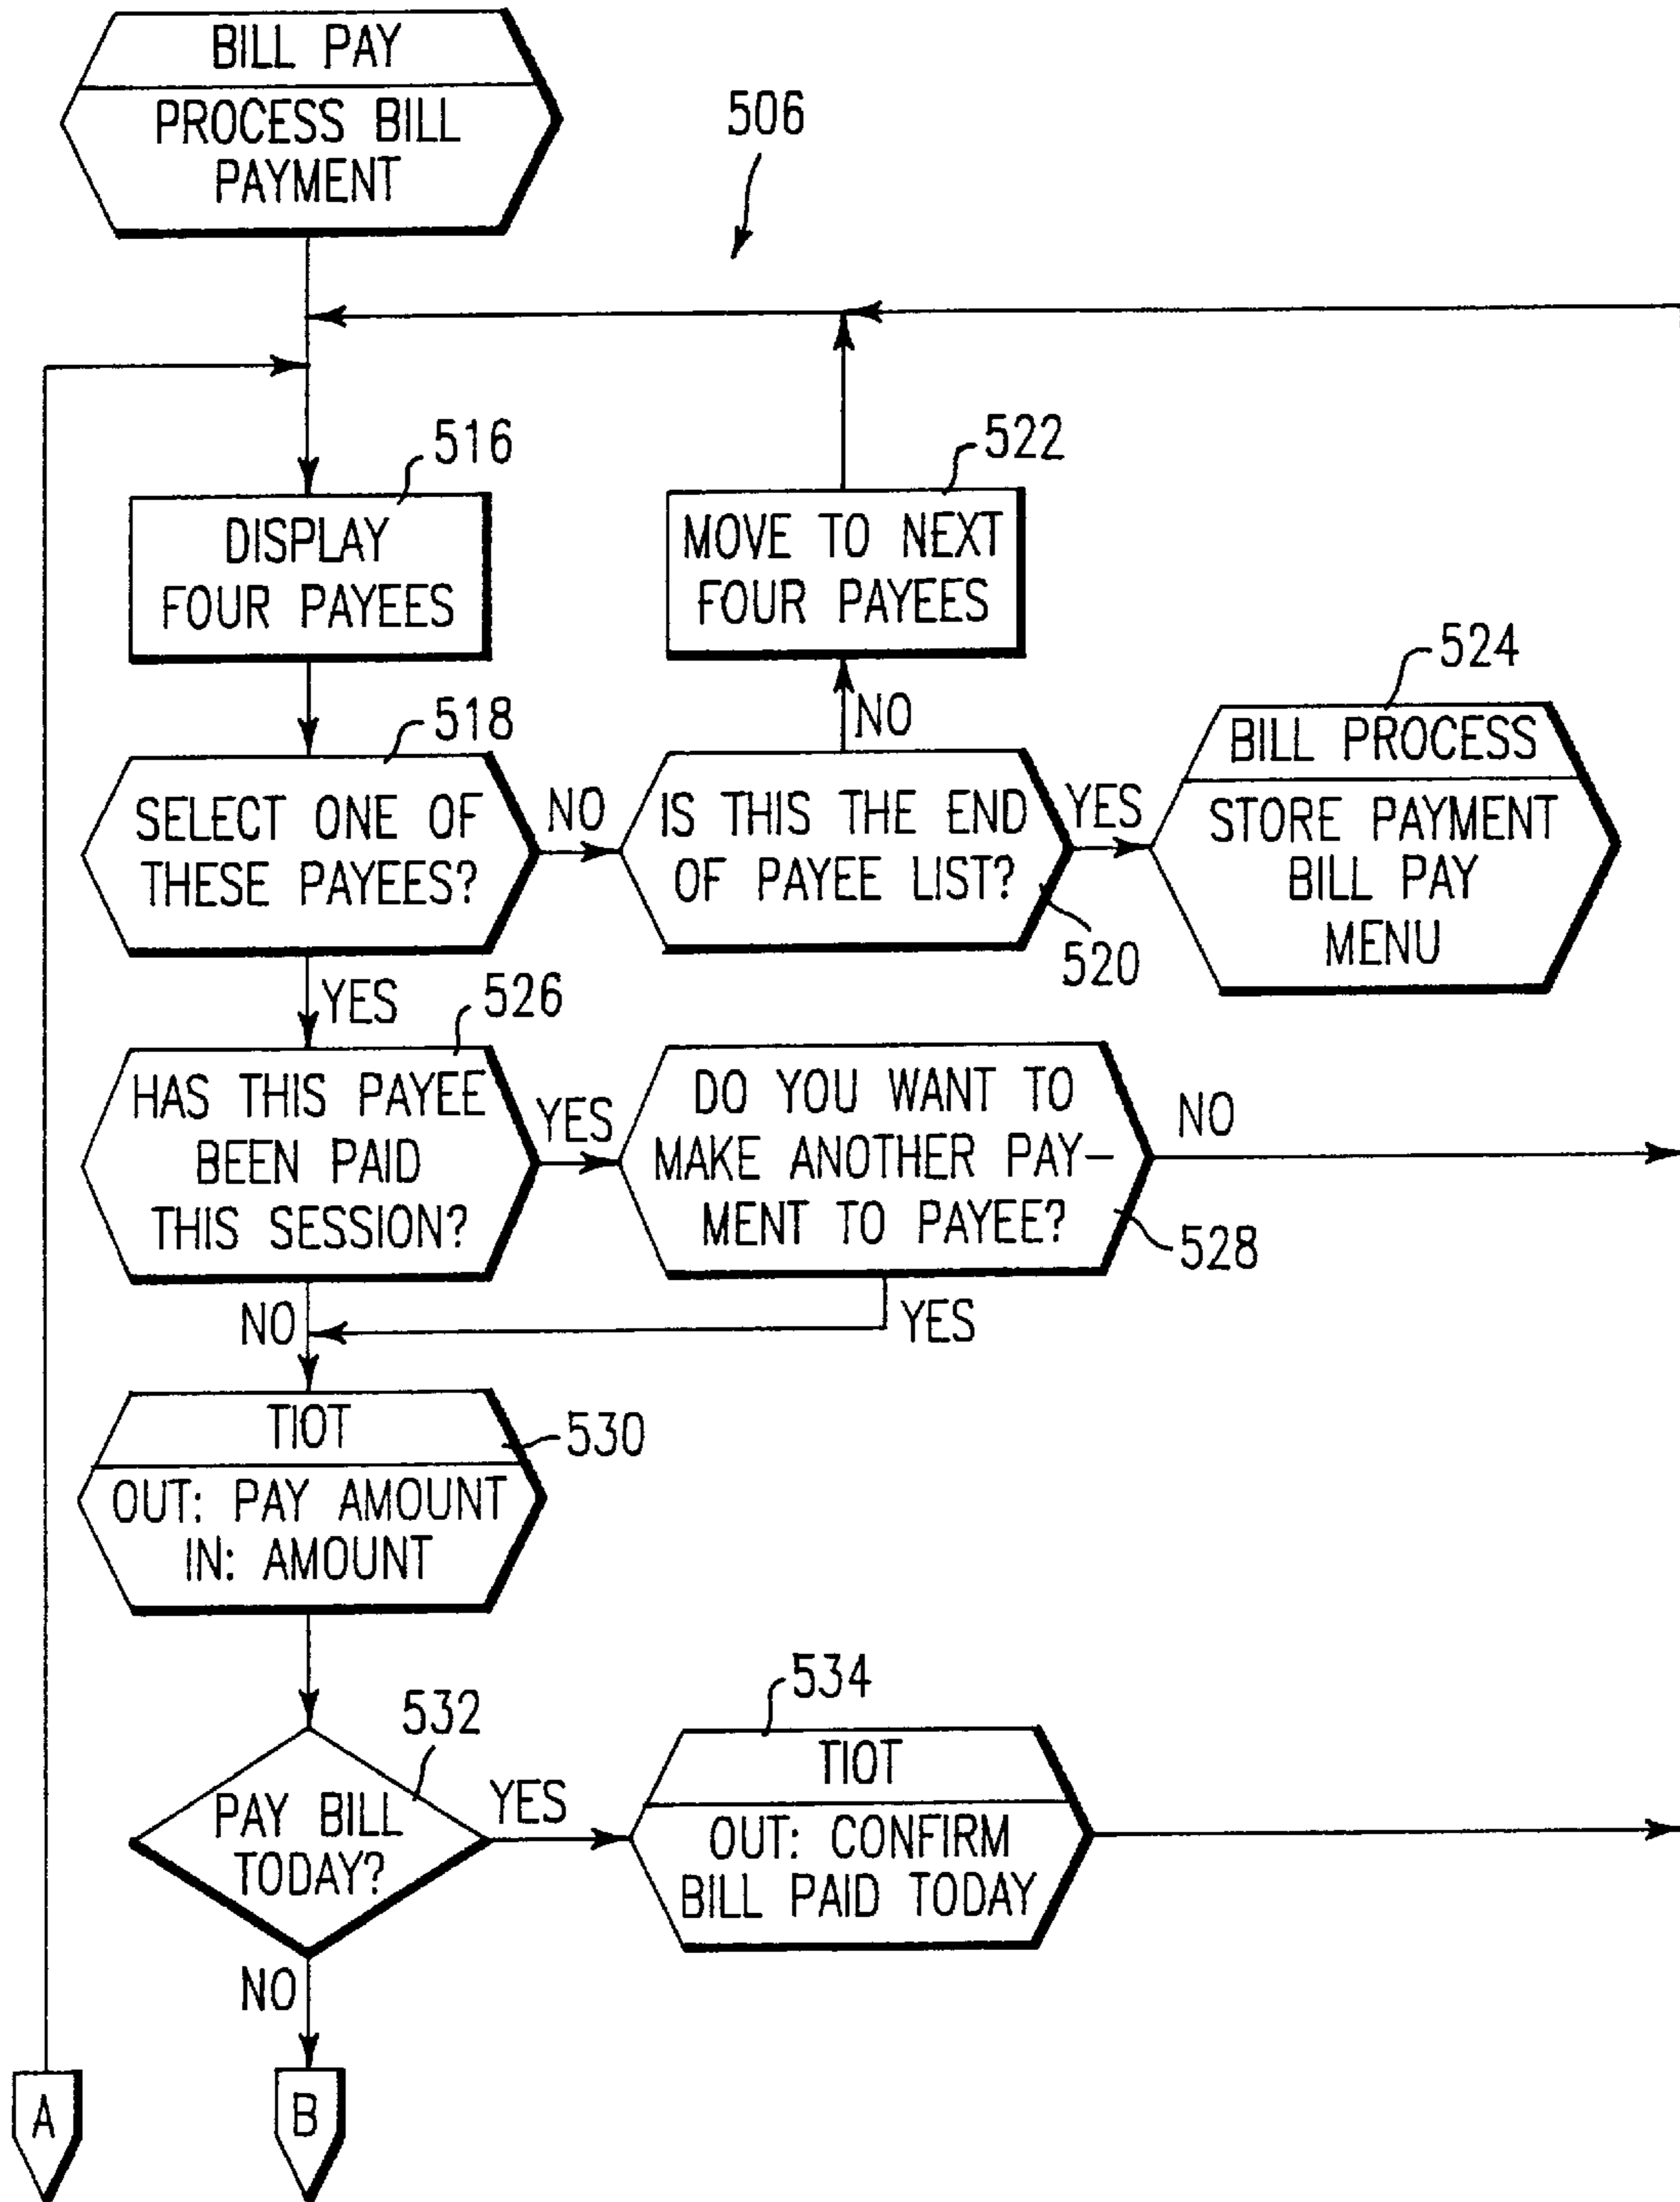 BILL PAY
PROCESS BILL
PAYMENT
506
516
DISPLAY
FOUR PAYEES
522
MOVE TO NEXT
FOUR PAYEES
NO
518
SELECT ONE OF
THESE PAYEES?
NO
IS THIS THE END
OF PAYEE LIST?
520
YES
524
BILL PROCESS
STORE PAYMENT
BILL PAY
MENU
YES
526
HAS THIS PAYEE
BEEN PAID
THIS SESSION?
YES
DO YOU WANT TO
MAKE ANOTHER PAY-
MENT TO PAYEE?
528
NO
NO
YES
TIOT
530
OUT: PAY AMOUNT
IN: AMOUNT
532
PAY BILL
TODAY?
YES
534
TIOT
OUT: CONFIRM
BILL PAID TODAY
NO
A
B